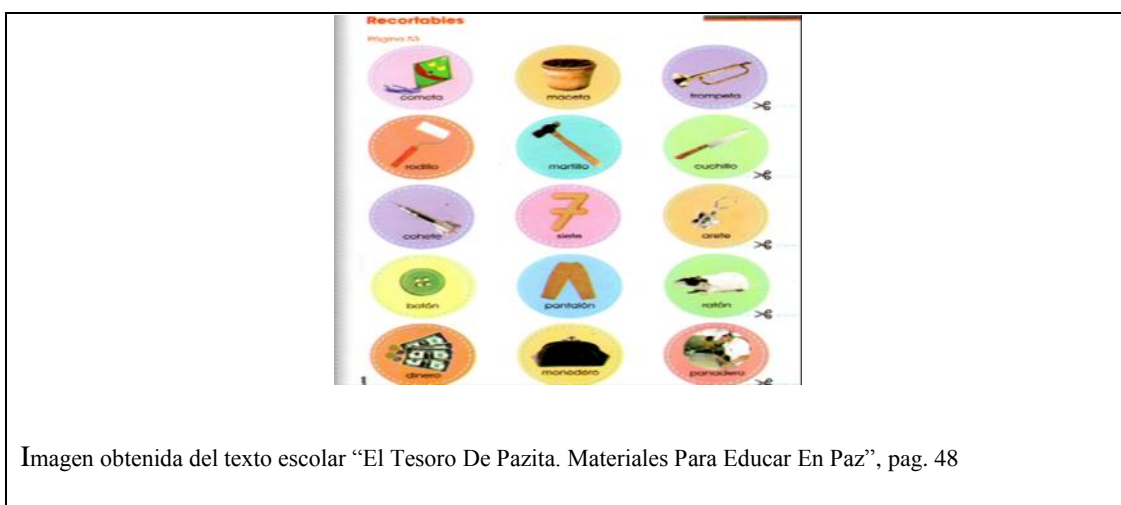 Recortables
Página 53
cometa maceta trompeta
rodillo martillo cuchillo
cohete siete arete
botón pantalón ratón
dinero monedero panadero
Imagen obtenida del texto escolar “El Tesoro De Pazita. Materiales Para Educar En Paz”, pag. 48